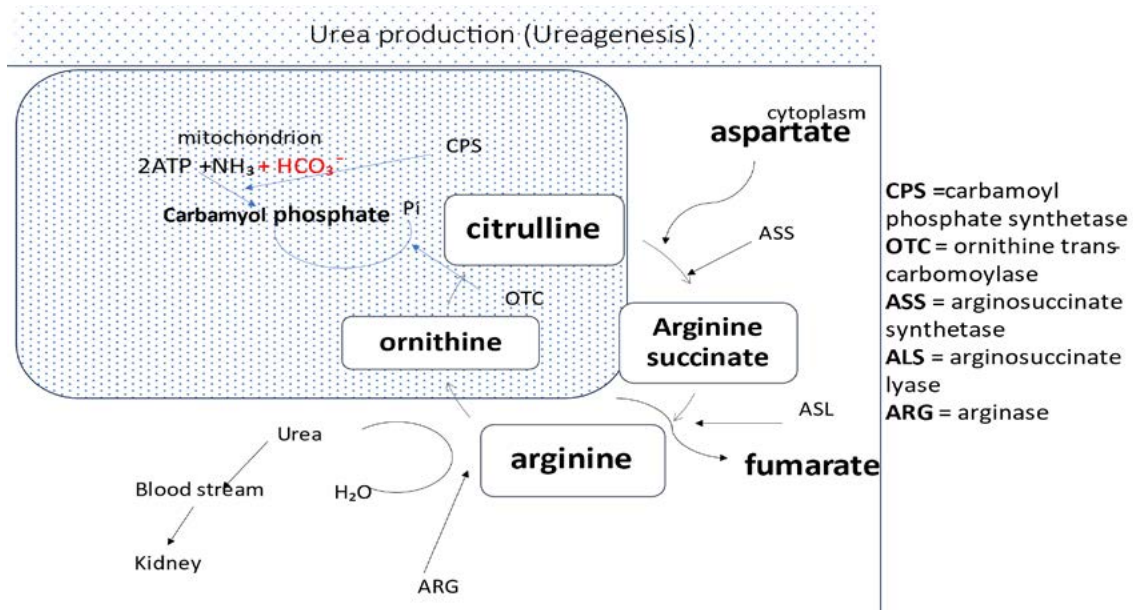 Urea production (Ureagenesis)
mitochondrion
2ATP +NH₃ + HCO₃⁻
CPS
Carbamyol phosphate
Pi
citrulline
OTC
ornithine
cytoplasm
aspartate
ASS
Arginine
succinate
ASL
fumarate
arginine
Urea
H₂O
Blood stream
Kidney
ARG
CPS =carbamoyl
phosphate synthetase
OTC = ornithine trans-
carbomoylase
ASS = arginosuccinate
synthetase
ALS = arginosuccinate
lyase
ARG = arginase